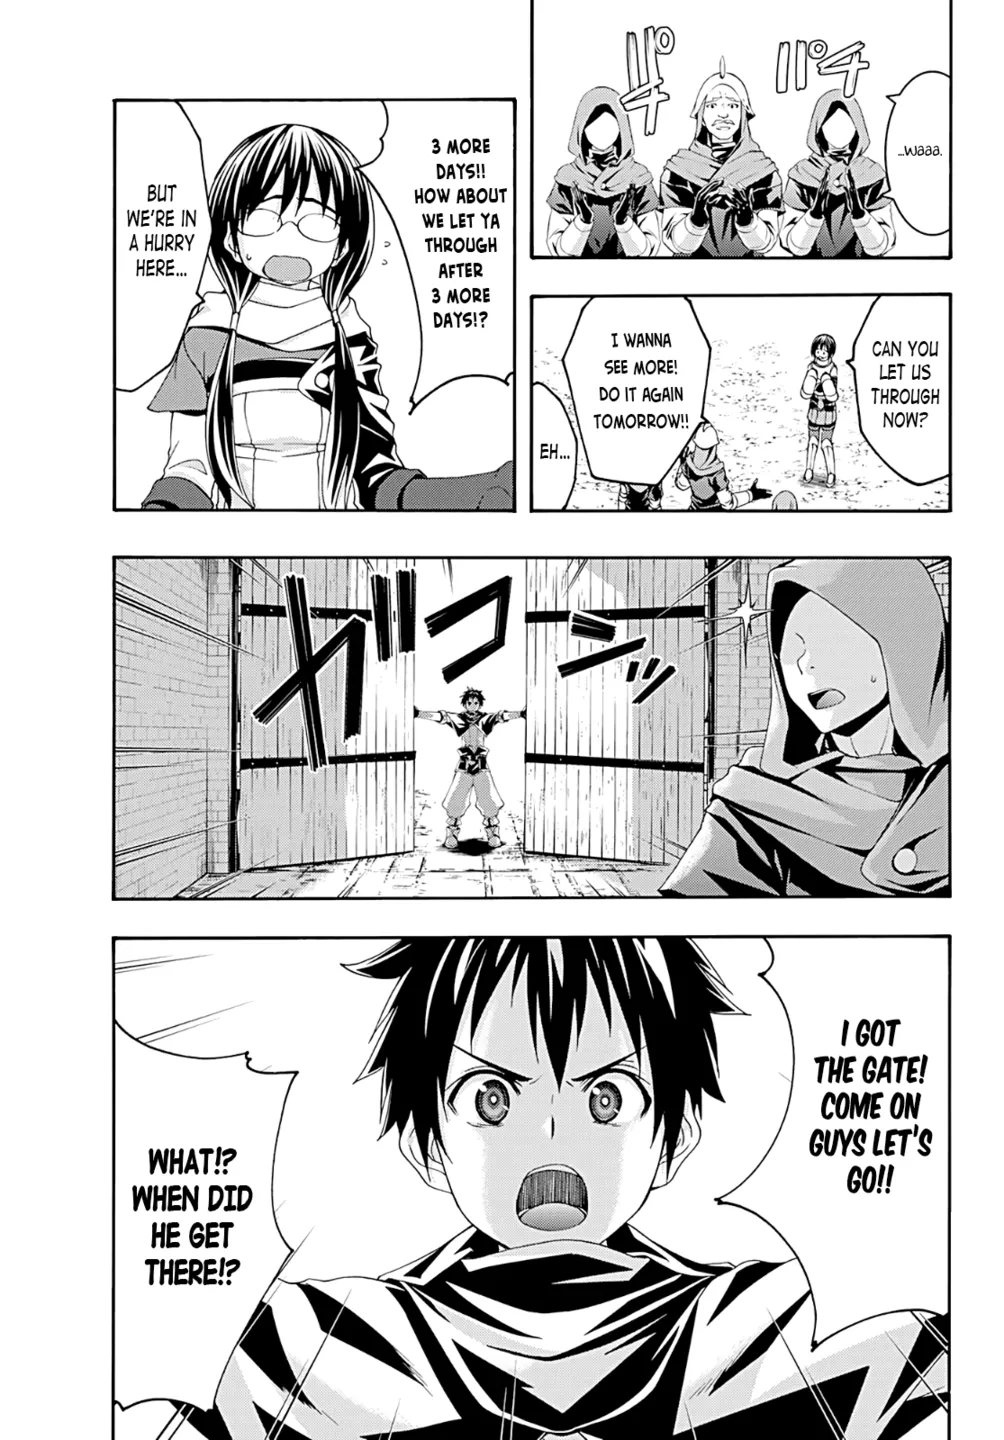 パチ
パチ
...WAAA.
CAN YOU
LET US
THROUGH
NOW?
I WANNA
SEE MORE!
DO IT AGAIN
TOMORROW!!
EH...
3 MORE
DAYS!!
HOW ABOUT
WE LET YA
THROUGH
AFTER
3 MORE
DAYS!?
BUT
WE'RE IN
A HURRY
HERE...
ガコッ
I GOT
THE GATE!
COME ON
GUYS LET'S
GO!!
WHAT!?
WHEN DID
HE GET
THERE!?